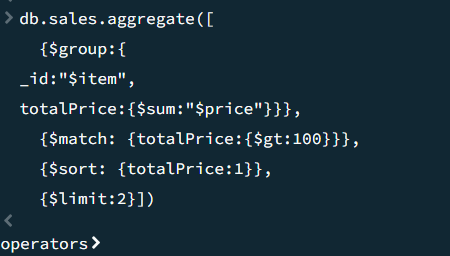 > db.sales.aggregate([
{$group:{
_id:"$item",
totalPrice:{$sum:"$price"}}},
{$match: {totalPrice:{$gt:100}}},
{$sort: {totalPrice:1}},
{$limit:2}])
<
operators>